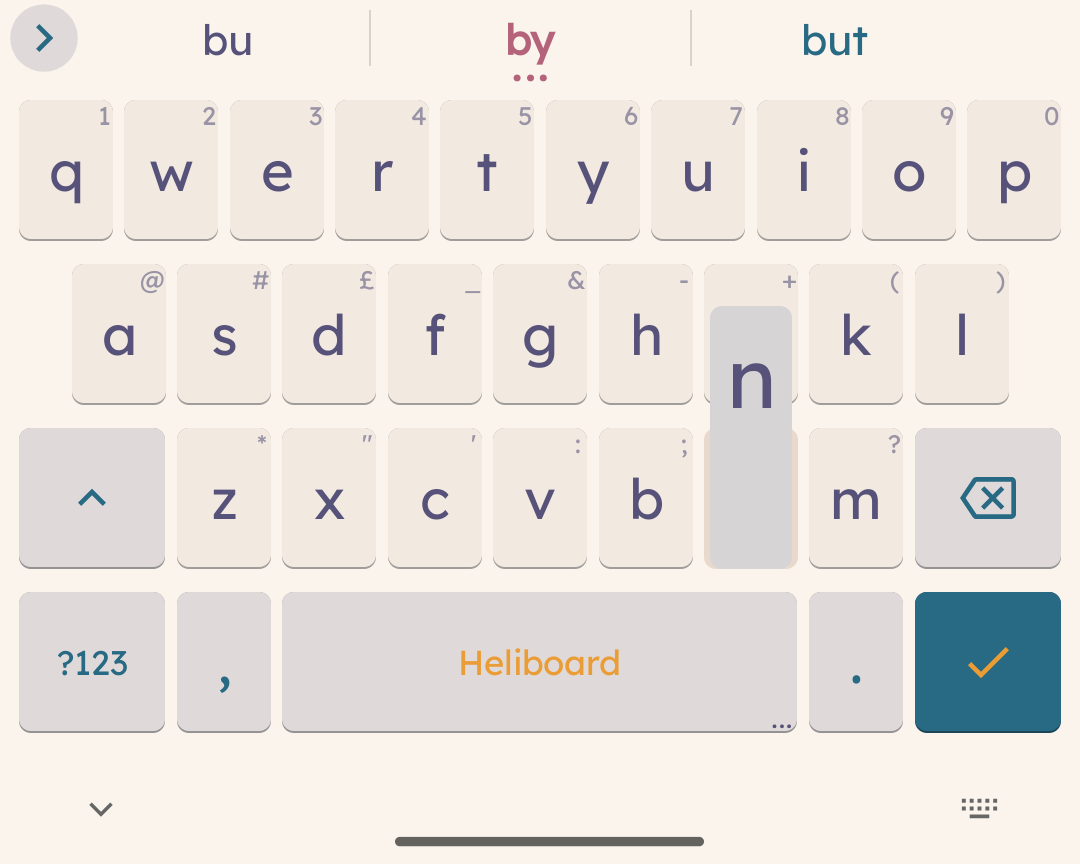 bu by but
1 2 3 4 5 6 7 8 9 0
q w e r t y u i o p
@ # £ _ & - + ( )
a s d f g h n k l
* " ' : ; ?
z x c v b m
?123 , Heliboard .